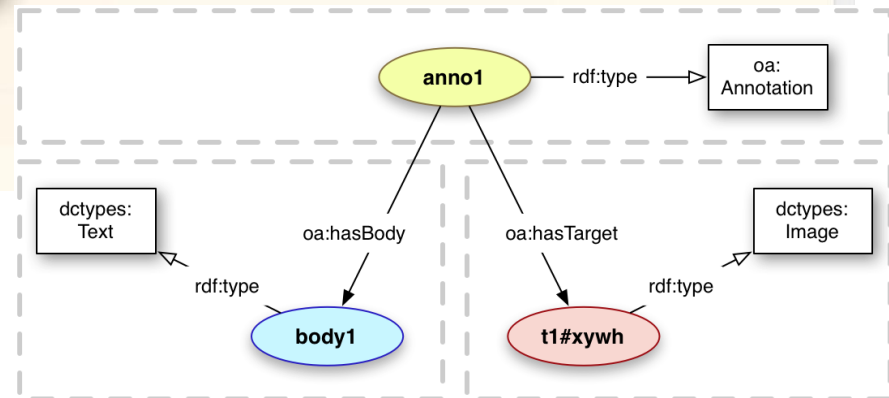 anno1
rdf:type
oa:
Annotation
dctypes:
Text
oa:hasBody
oa:hasTarget
dctypes:
Image
rdf:type
rdf:type
body1
t1#xywh